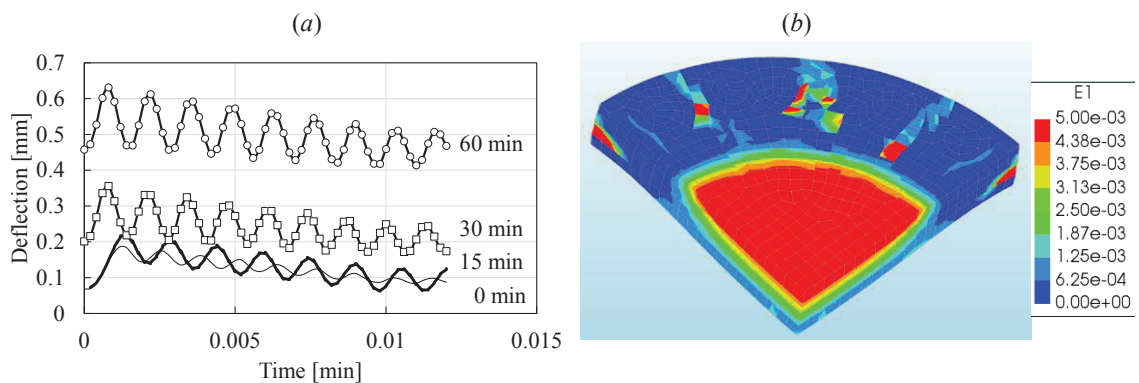 (a)
0.7
0.6
0.5
0.4
0.3
0.2
0.1
0
Deflection [mm]
60 min
30 min
15 min
0 min
0
0.005
0.01
0.015
Time [min]
(b)
E1
5.00e-03
4.38e-03
3.75e-03
3.13e-03
2.50e-03
1.87e-03
1.25e-03
6.25e-04
0.00e+00